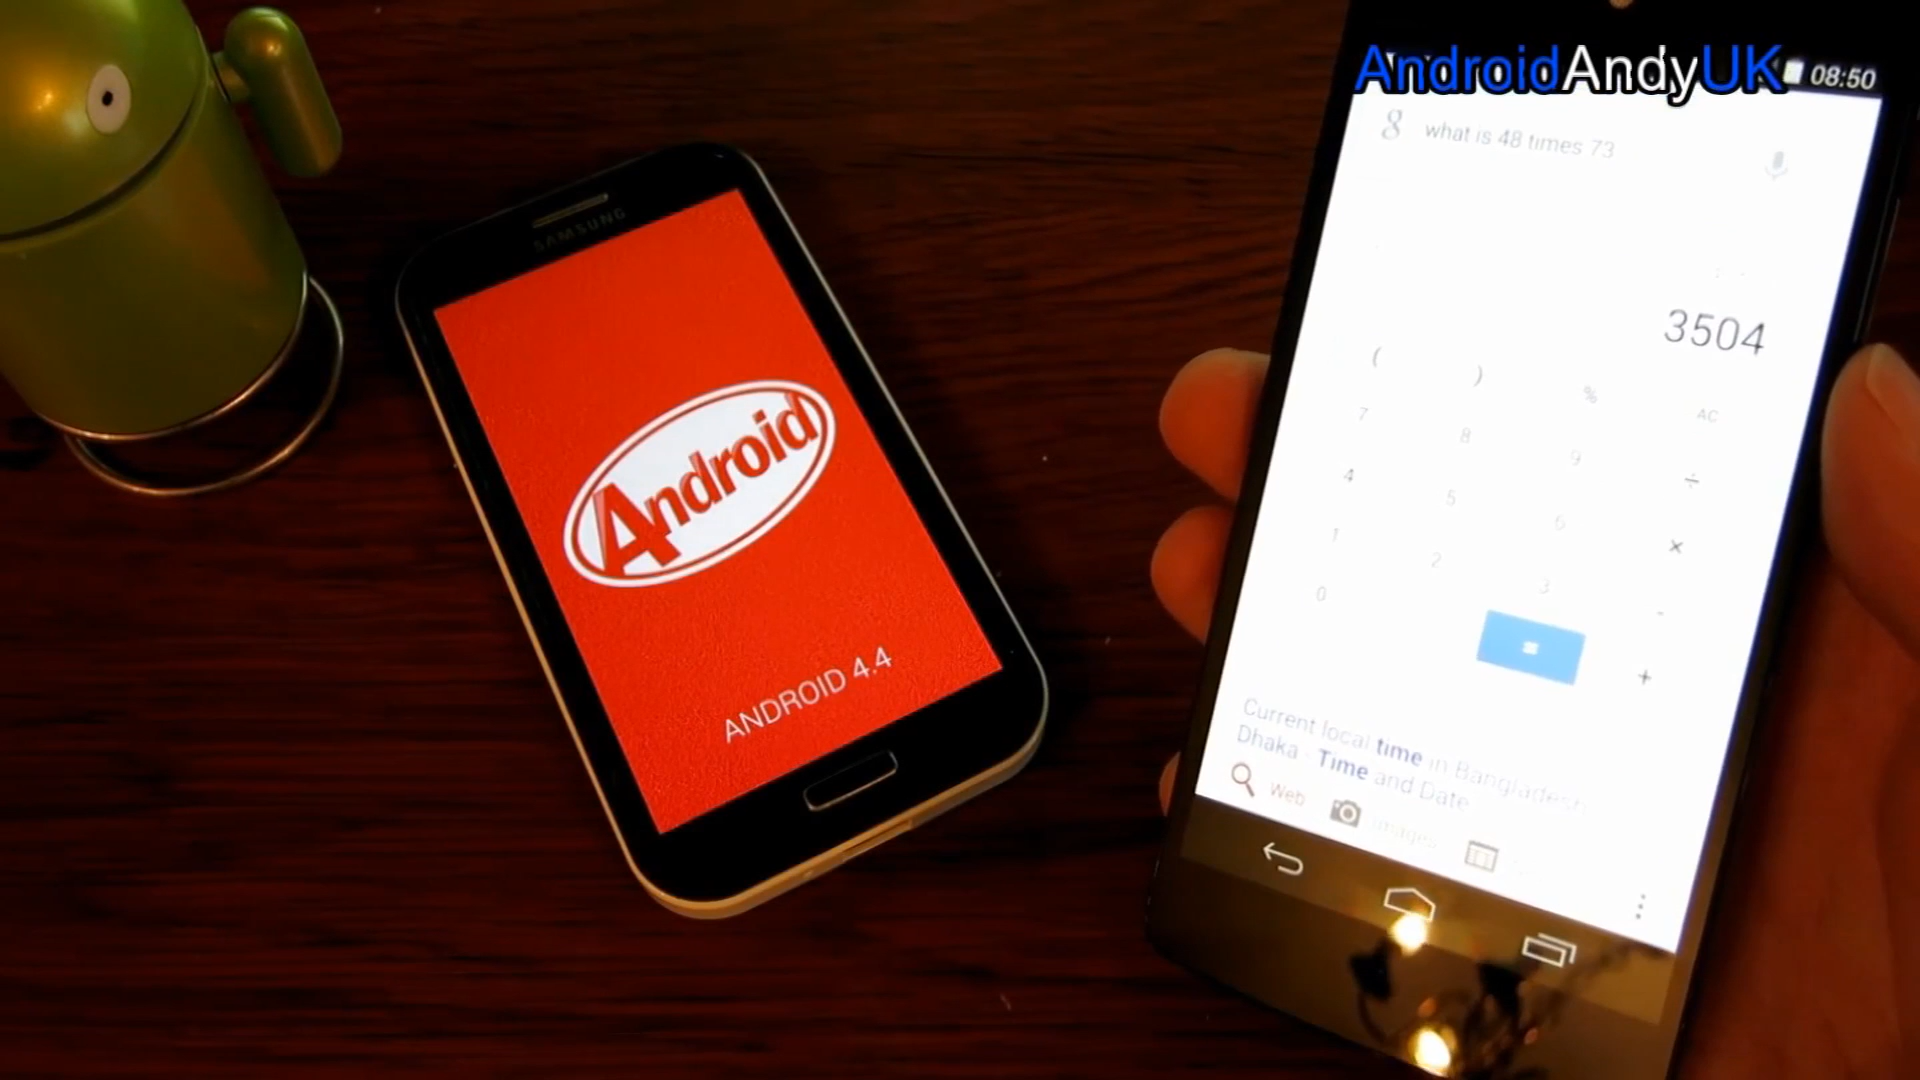 AndroidAndyUK
08:50
what is 48 times 73
3504
( ) % AC
7 8 9 ÷
4 5 6 ×
1 2 3 -
0 = +
Current local time in Bangladesh
Dhaka - Time and Date
Web Images
SAMSUNG
Android
ANDROID 4.4